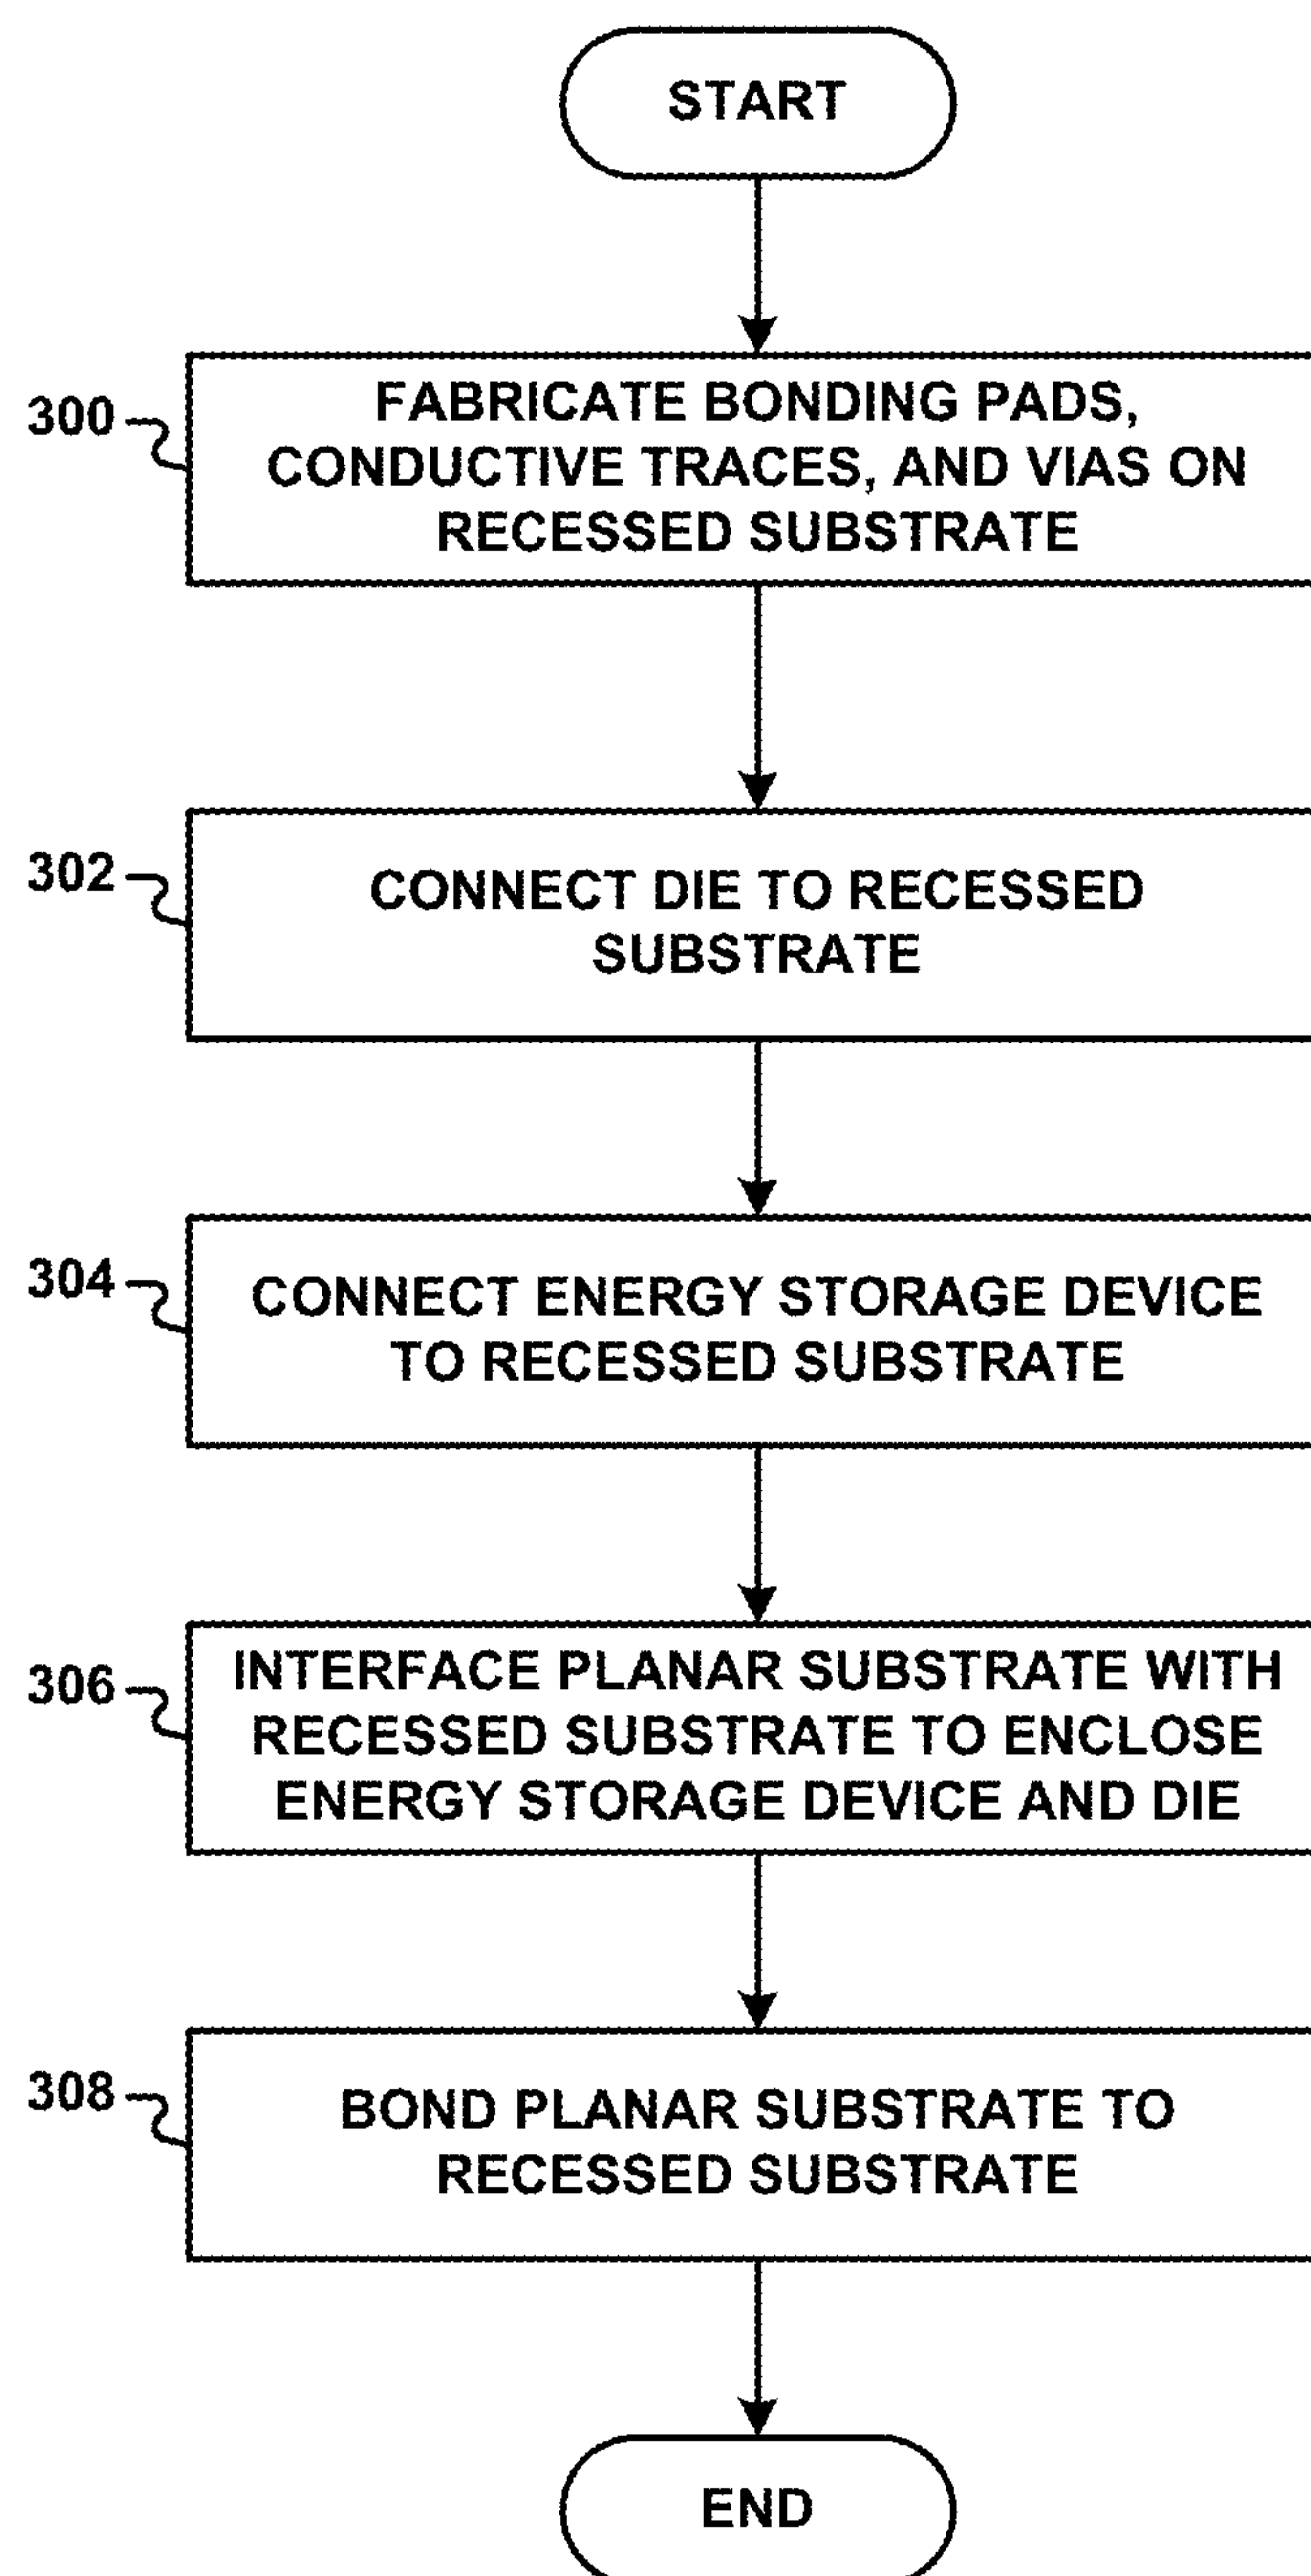 START
300
FABRICATE BONDING PADS,
CONDUCTIVE TRACES, AND VIAS ON
RECESSED SUBSTRATE
302
CONNECT DIE TO RECESSED
SUBSTRATE
304
CONNECT ENERGY STORAGE DEVICE
TO RECESSED SUBSTRATE
306
INTERFACE PLANAR SUBSTRATE WITH
RECESSED SUBSTRATE TO ENCLOSE
ENERGY STORAGE DEVICE AND DIE
308
BOND PLANAR SUBSTRATE TO
RECESSED SUBSTRATE
END